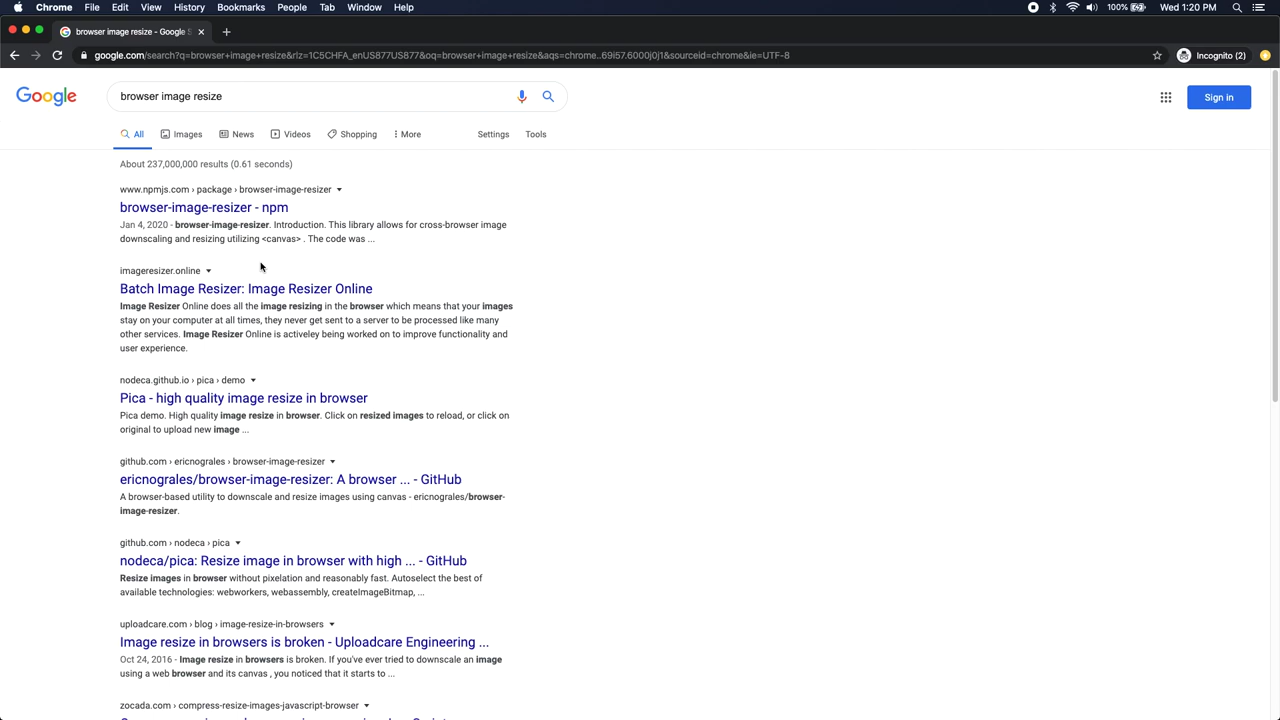 Chrome File Edit View History Bookmarks People Tab Window Help 100% Wed 1:20 PM
browser image resize - Google S
google.com/search?q=browser+image+resize&rlz=1C5CHFA_enUS877US877&oq=browser+image+resize&aqs=chrome..69i57.6000j0j1&sourceid=chrome&ie=UTF-8 Incognito (2)
Google browser image resize Sign in
All Images News Videos Shopping More Settings Tools
About 237,000,000 results (0.61 seconds)
www.npmjs.com › package › browser-image-resizer
browser-image-resizer - npm
Jan 4, 2020 - browser-image-resizer. Introduction. This library allows for cross-browser image
downscaling and resizing utilizing <canvas> . The code was ...
imageresizer.online
Batch Image Resizer: Image Resizer Online
Image Resizer Online does all the image resizing in the browser which means that your images
stay on your computer at all times, they never get sent to a server to be processed like many
other services. Image Resizer Online is activeley being worked on to improve functionality and
user experience.
nodeca.github.io › pica › demo
Pica - high quality image resize in browser
Pica demo. High quality image resize in browser. Click on resized images to reload, or click on
original to upload new image ...
github.com › ericnograles › browser-image-resizer
ericnograles/browser-image-resizer: A browser ... - GitHub
A browser-based utility to downscale and resize images using canvas - ericnograles/browser-
image-resizer.
github.com › nodeca › pica
nodeca/pica: Resize image in browser with high ... - GitHub
Resize images in browser without pixelation and reasonably fast. Autoselect the best of
available technologies: webworkers, webassembly, createImageBitmap, ...
uploadcare.com › blog › image-resize-in-browsers
Image resize in browsers is broken - Uploadcare Engineering ...
Oct 24, 2016 - Image resize in browsers is broken. If you've ever tried to downscale an image
using a web browser and its canvas , you noticed that it starts to ...
zocada.com › compress-resize-images-javascript-browser